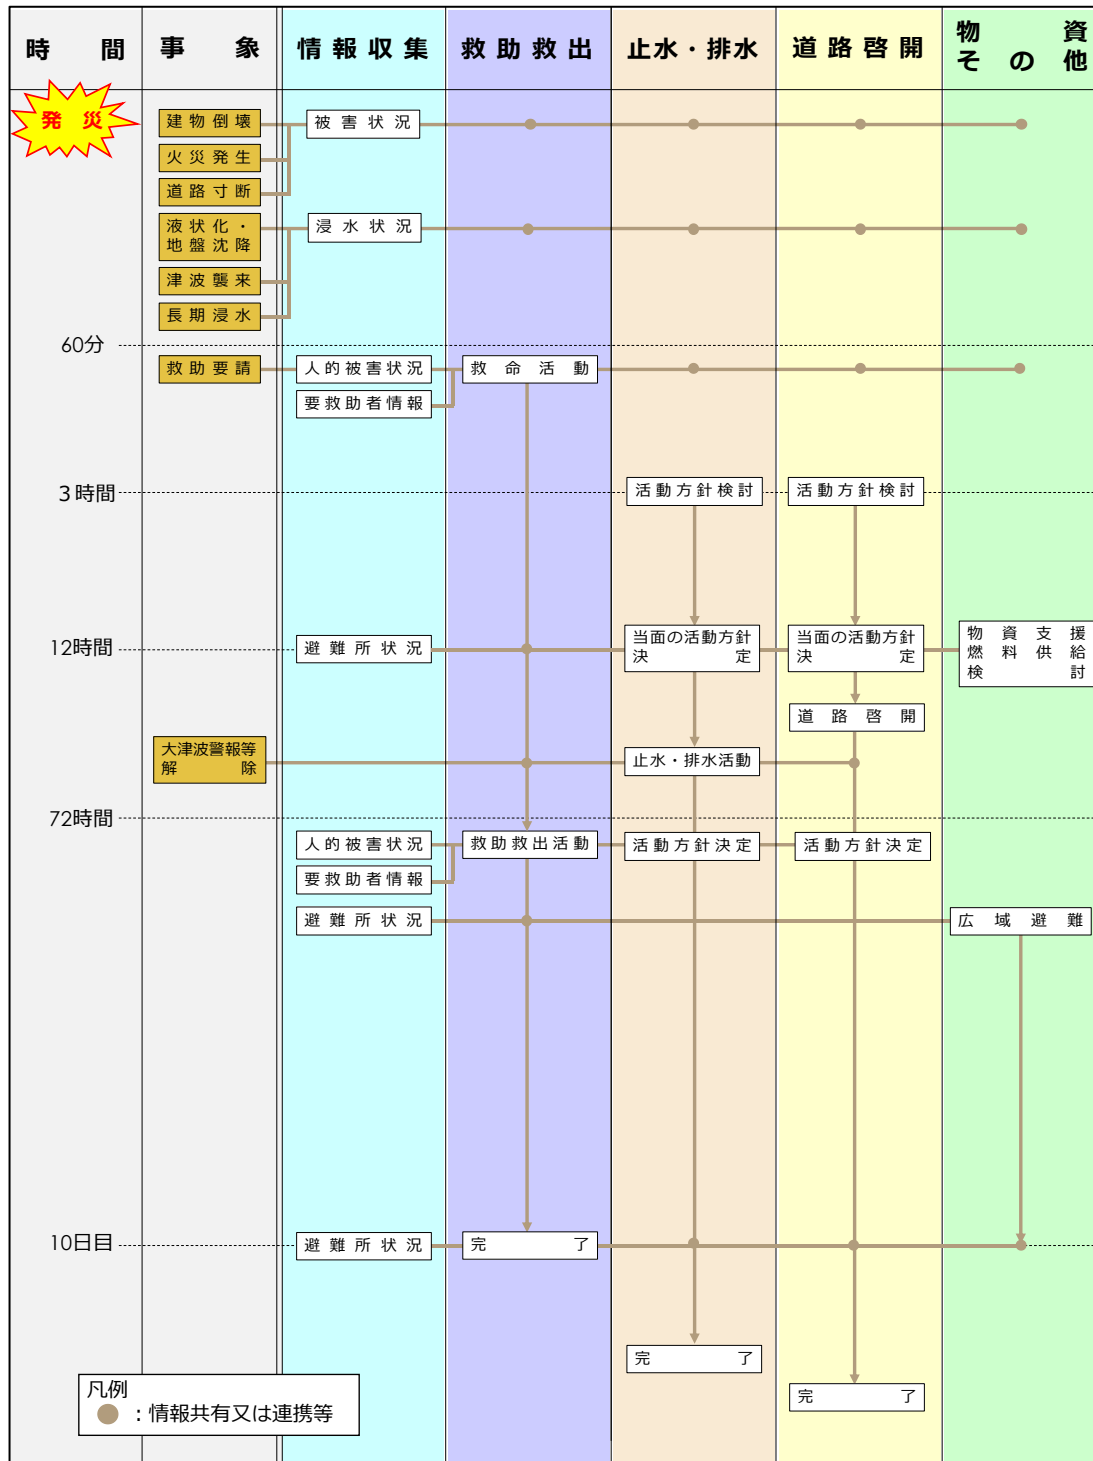 時間
事象
情報収集
救助救出
止水・排水
道路啓開
物資
その他
発災
建物倒壊
被害状況
火災発生
道路寸断
液状化・
地盤沈降
浸水状況
津波襲来
長期浸水
60分
救助要請
人的被害状況
救命活動
要救助者情報
3時間
活動方針検討
活動方針検討
12時間
避難所状況
当面の活動方針
決定
当面の活動方針
決定
物資支援
燃料供給
検討
道路啓開
大津波警報等
解除
止水・排水活動
72時間
人的被害状況
救助救出活動
活動方針決定
活動方針決定
要救助者情報
避難所状況
広域避難
10日目
避難所状況
完了
完了
完了
凡例
:情報共有又は連携等